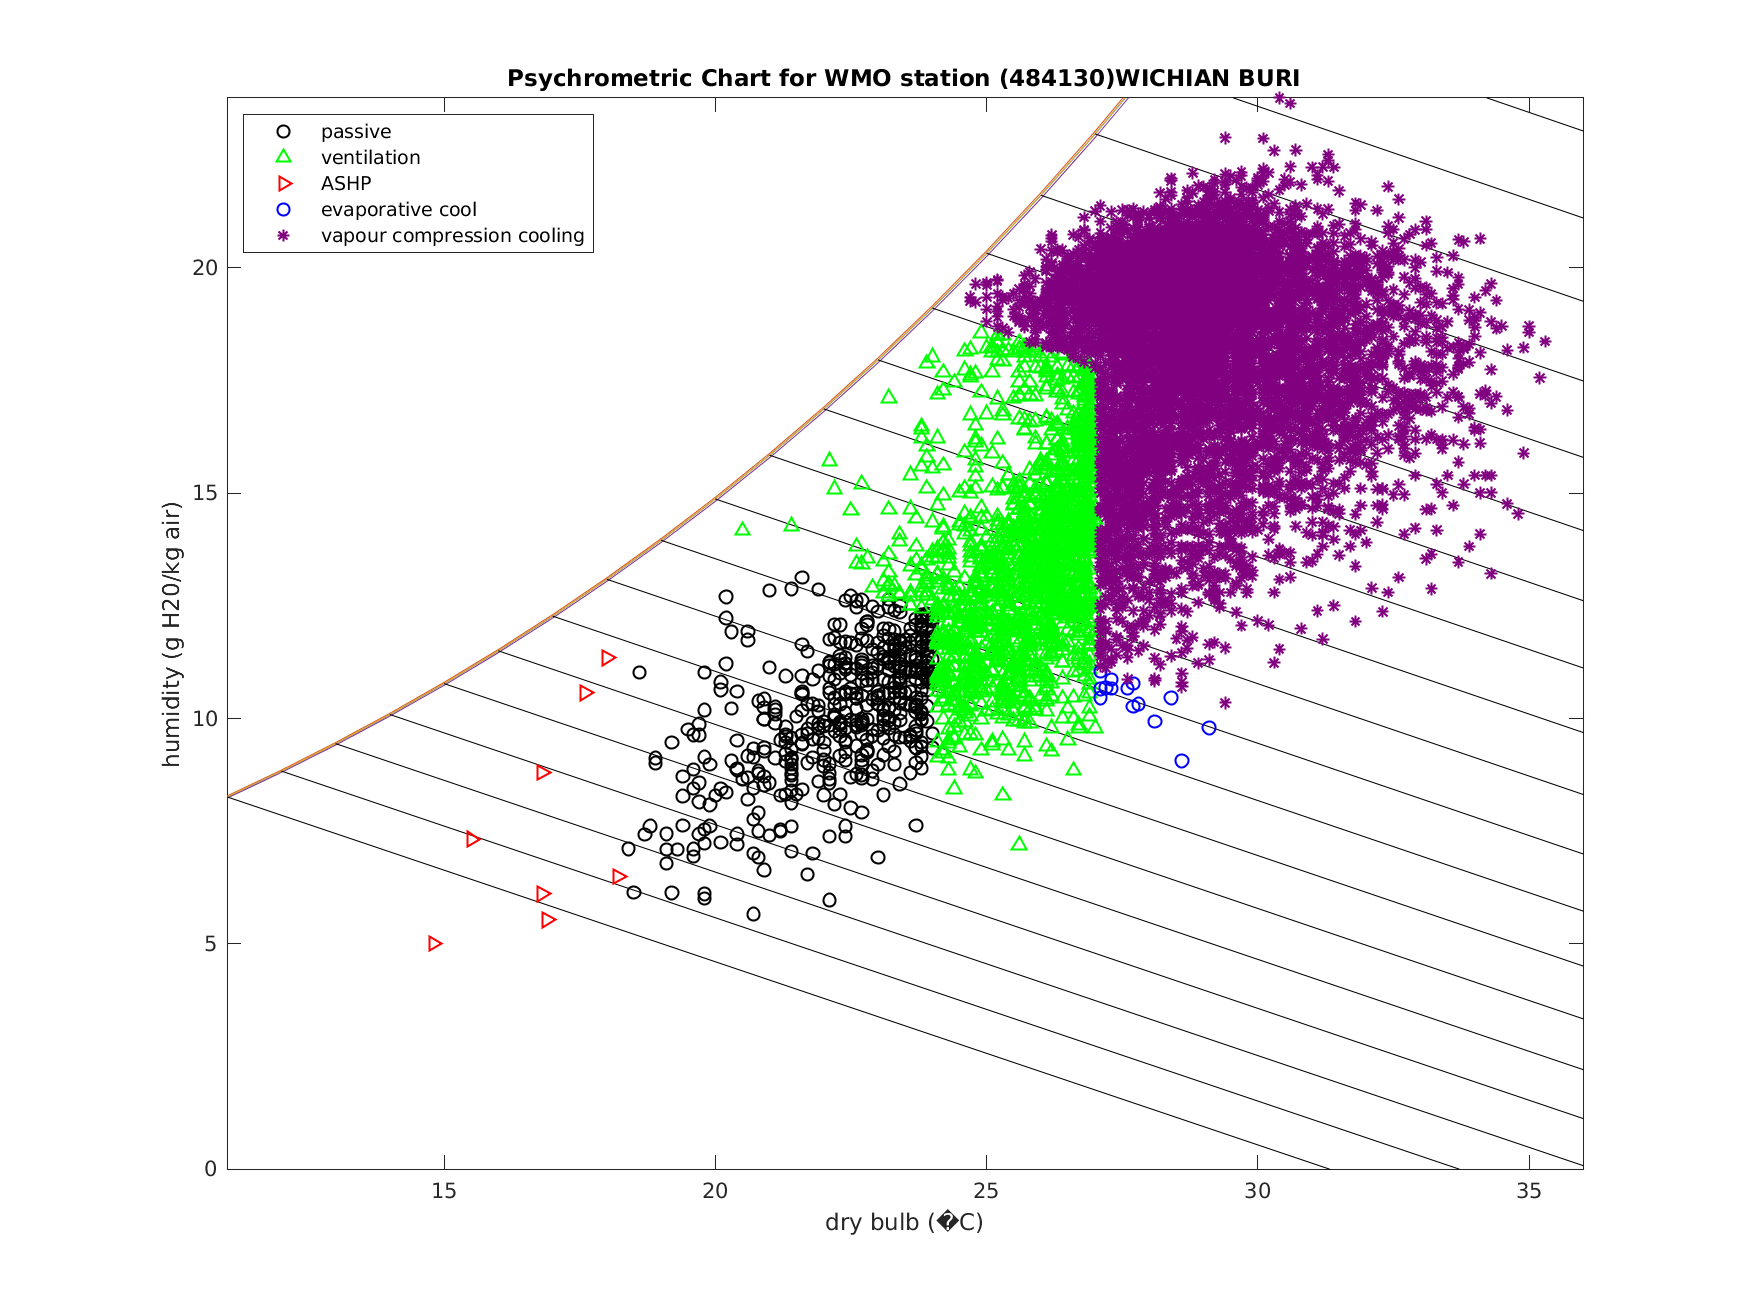 Psychrometric Chart for WMO station (484130)WICHIAN BURI
passive
ventilation
ASHP
evaporative cool
vapour compression cooling
humidity (g H20/kg air)
20
15
10
5
0
15 20 25 30 35
dry bulb (�C)